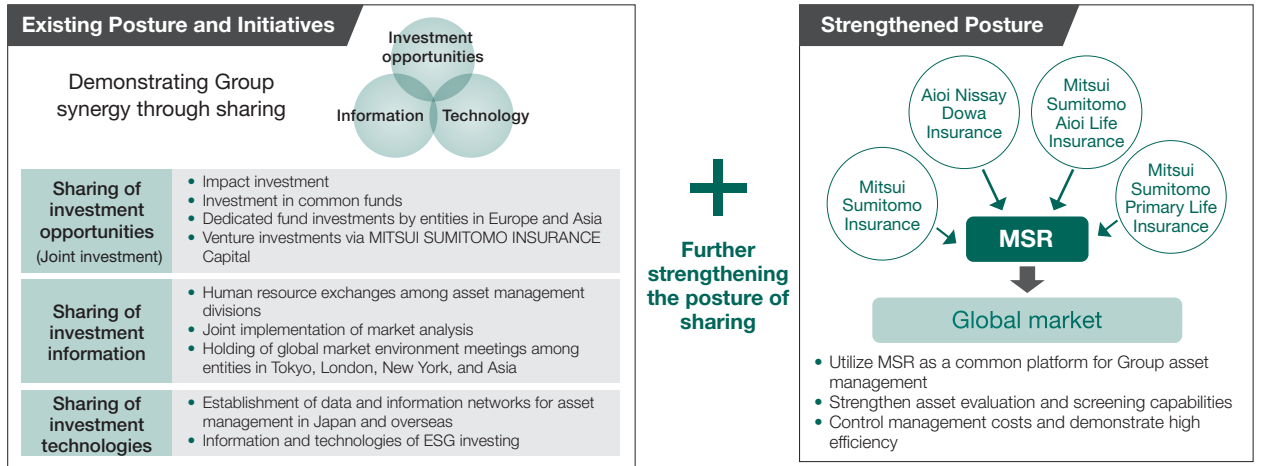 Existing Posture and Initiatives
Demonstrating Group
synergy through sharing
Investment
opportunities
Information
Technology
Sharing of
investment
opportunities
(Joint investment)
• Impact investment
• Investment in common funds
• Dedicated fund investments by entities in Europe and Asia
• Venture investments via MITSUI SUMITOMO INSURANCE
Capital
Sharing of
investment
information
• Human resource exchanges among asset management
divisions
• Joint implementation of market analysis
• Holding of global market environment meetings among
entities in Tokyo, London, New York, and Asia
Sharing of
investment
technologies
• Establishment of data and information networks for asset
management in Japan and overseas
• Information and technologies of ESG investing
+
Further
strengthening
the posture of
sharing
Strengthened Posture
Mitsui
Sumitomo
Insurance
Aioi Nissay
Dowa
Insurance
Mitsui
Sumitomo
Aioi Life
Insurance
Mitsui
Sumitomo
Primary Life
Insurance
MSR
Global market
• Utilize MSR as a common platform for Group asset
management
• Strengthen asset evaluation and screening capabilities
• Control management costs and demonstrate high
efficiency